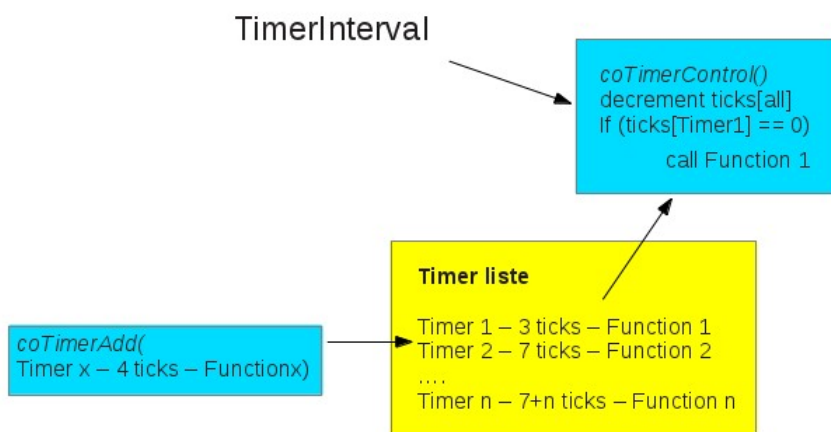 TimerInterval
coTimerControl()
decrement ticks[all]
If (ticks[Timer1] == 0)
call Function 1
Timer liste
Timer 1 – 3 ticks – Function 1
Timer 2 – 7 ticks – Function 2
....
Timer n – 7+n ticks – Function n
coTimerAdd(
Timer x – 4 ticks – Functionx)